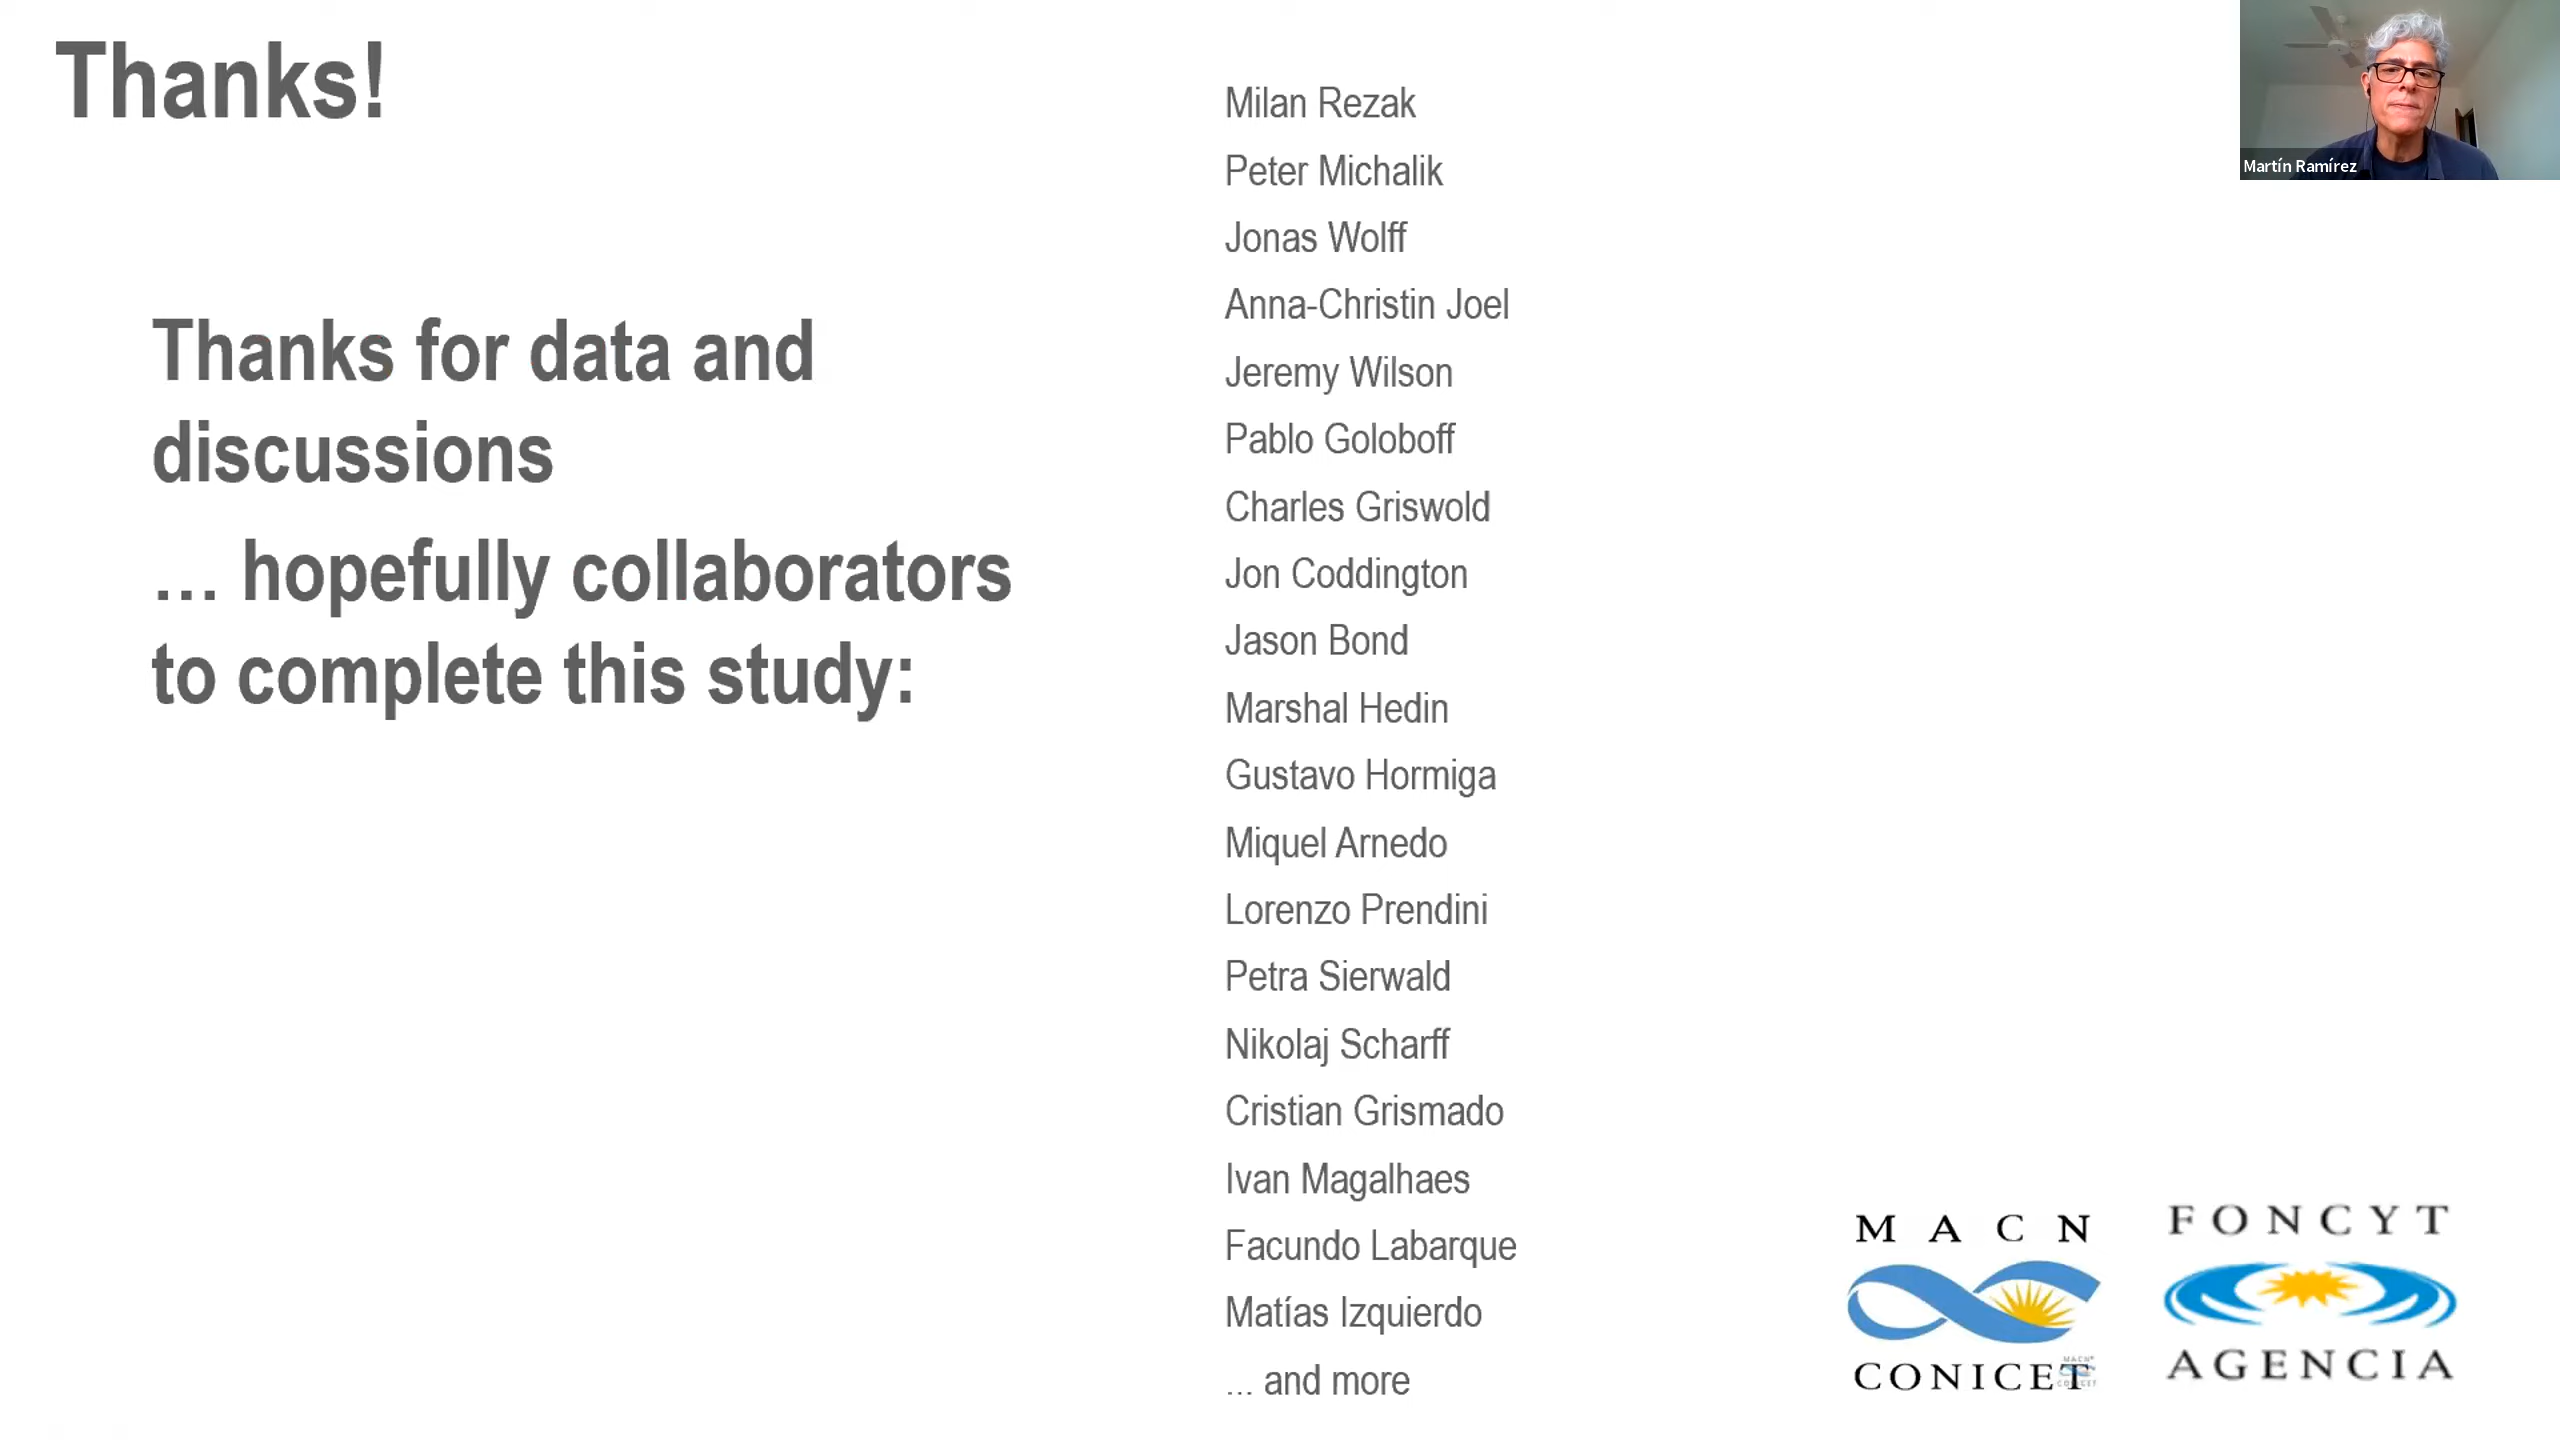 Thanks!
Thanks for data and
discussions
... hopefully collaborators
to complete this study:
Milan Rezak
Peter Michalik
Jonas Wolff
Anna-Christin Joel
Jeremy Wilson
Pablo Goloboff
Charles Griswold
Jon Coddington
Jason Bond
Marshal Hedin
Gustavo Hormiga
Miquel Arnedo
Lorenzo Prendini
Petra Sierwald
Nikolaj Scharff
Cristian Grismado
Ivan Magalhaes
Facundo Labarque
Matías Izquierdo
... and more
Martín Ramírez
MACN
CONICET
FONCYT
AGENCIA